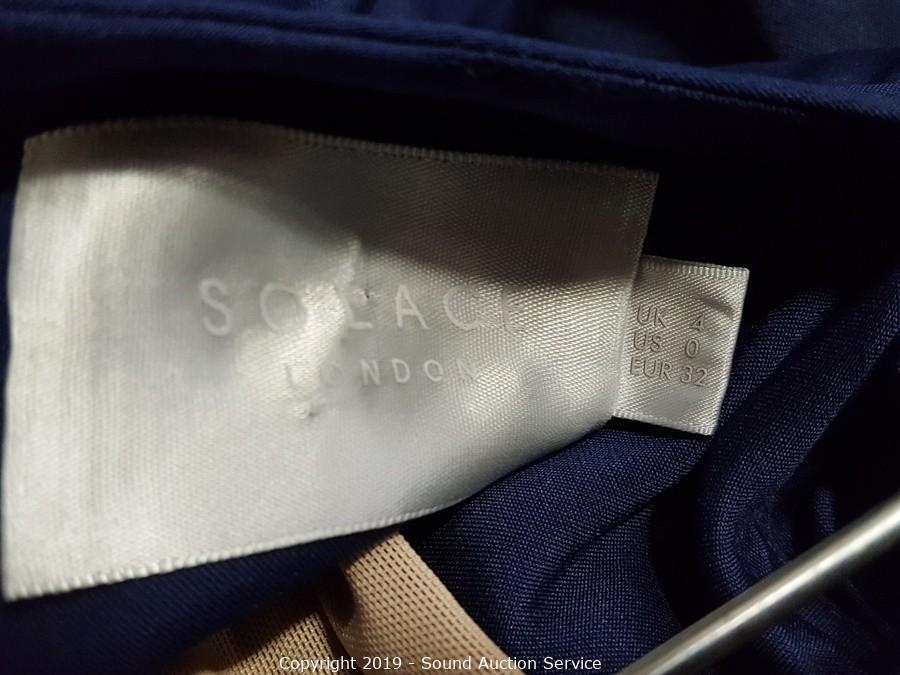 SOLACE
LONDON
UK 4
US 0
EUR 32
Copyright 2019 - Sound Auction Service